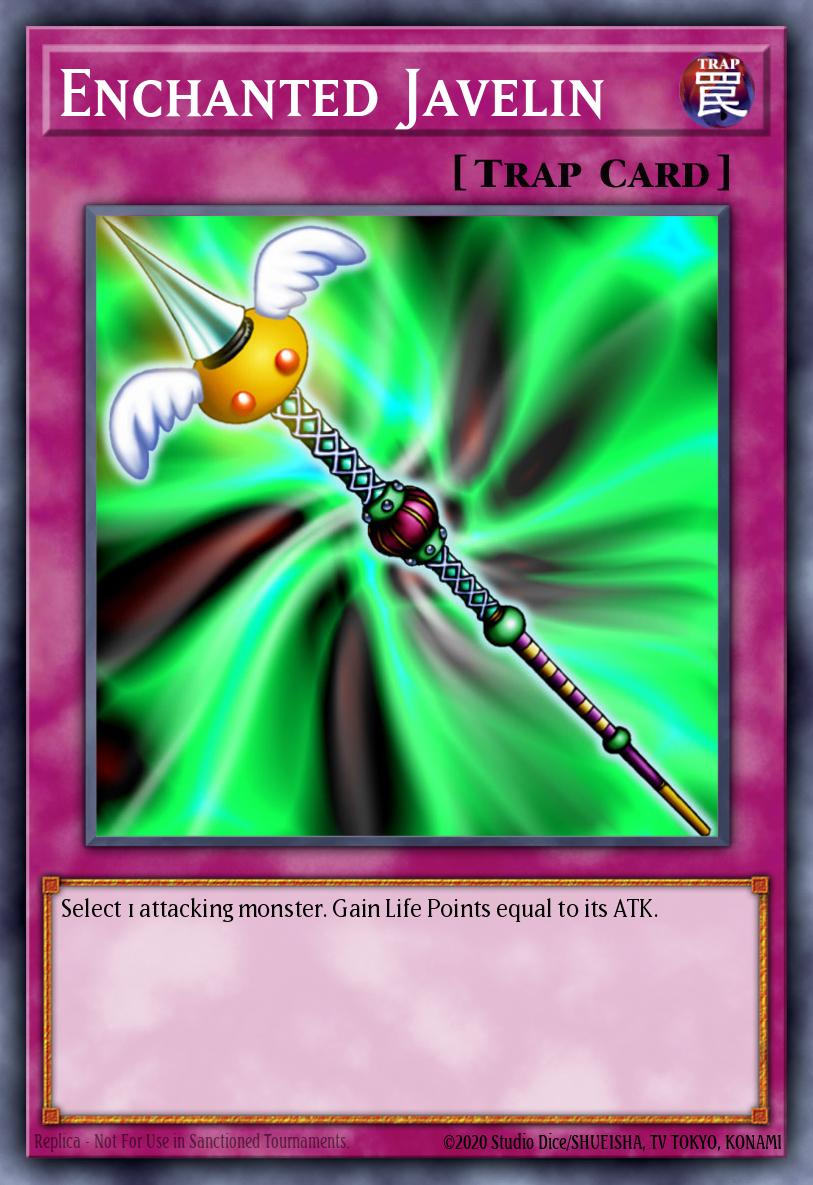 Enchanted Javelin
TRAP
罠
[Trap Card]
Select 1 attacking monster. Gain Life Points equal to its ATK.
Replica - Not For Use in Sanctioned Tournaments.
©2020 Studio Dice/SHUEISHA, TV TOKYO, KONAMI